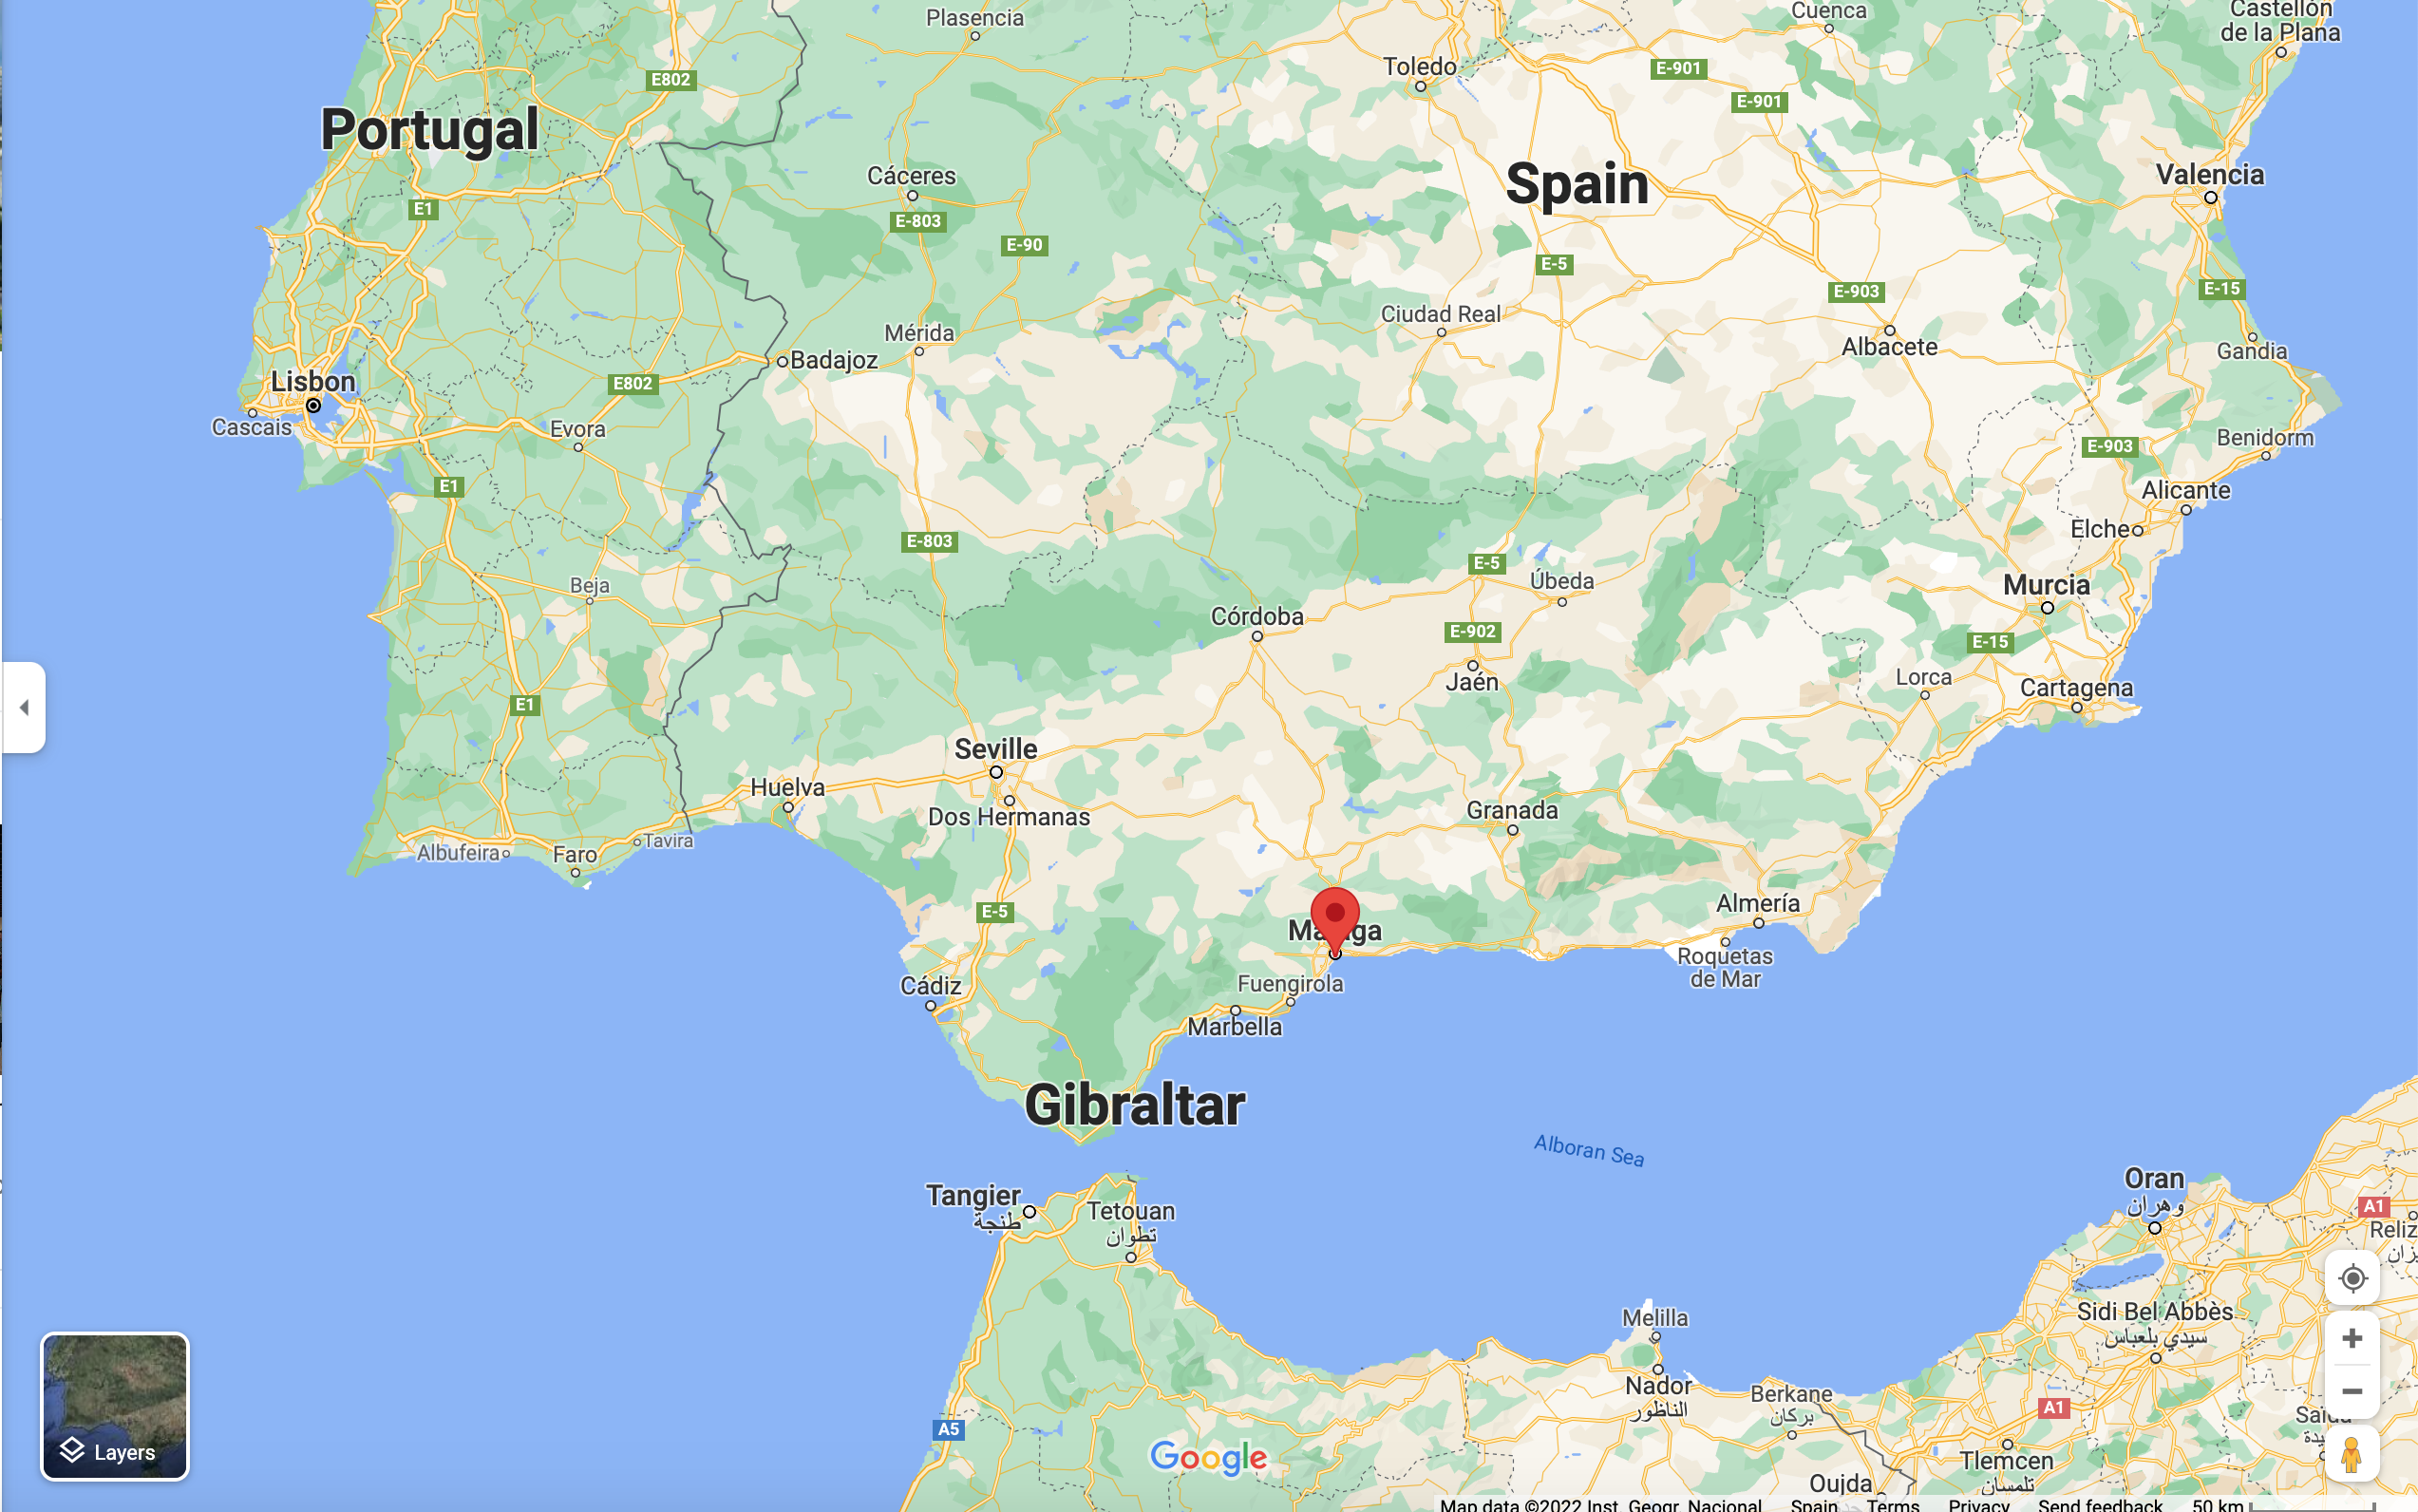 Plasencia
Cuenca
Castellón
de la Plana
Toledo
E802
E-901
E-901
Portugal
Spain
Valencia
Cáceres
E1
E-803
E-90
E-5
E-903
E-15
Ciudad Real
Mérida
Albacete
Gandia
Badajoz
Lisbon
E802
Cascais
Evora
Benidorm
E-903
E1
Alicante
Elche
E-803
E-5
Úbeda
Beja
Murcia
Córdoba
E-902
E-15
Jaén
Lorca
Cartagena
E1
Seville
Huelva
Dos Hermanas
Granada
Albufeira
Faro
Tavira
E-5
Almería
Roquetas
de Mar
Cádiz
Fuengirola
Marbella
Gibraltar
Alboran Sea
Tangier
طنجة
Tetouan
تطوان
Oran
وهران
A1
Reliz
Melilla
Sidi Bel Abbès
سيدي بلعباس
Nador
الناظور
Berkane
بركان
A1
A5
Layers
Google
Tlemcen
تلمسان
Oujda
Map data ©2022 Inst. Geogr. Nacional Spain Terms Privacy Send feedback 50 km